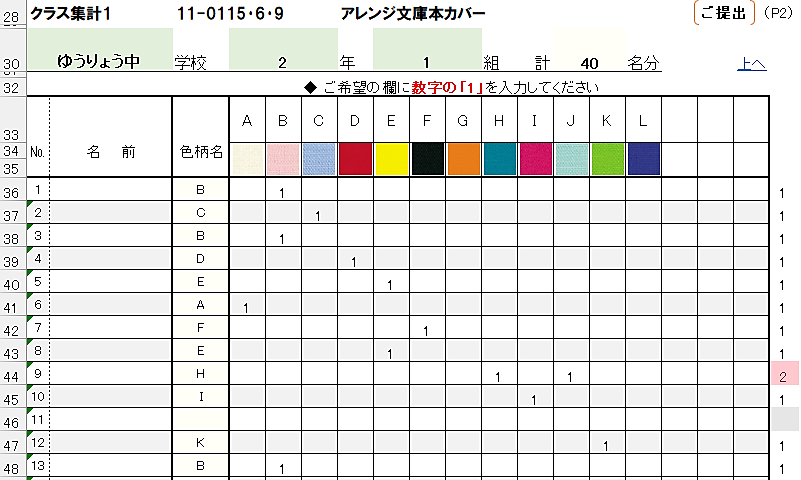 28 クラス集計1 11-0115・6・9 アレンジ文庫本カバー ご提出 (P2)
30 ゆうりょう中 学校 2 年 1 組 計 40 名分 上へ
32 ◆ ご希望の欄に数字の「1」を入力してください
33 A B C D E F G H I J K L
34 № 名 前 色柄名
35
36 1 B 1 1
37 2 C 1 1
38 3 B 1 1
39 4 D 1 1
40 5 E 1 1
41 6 A 1 1
42 7 F 1 1
43 8 E 1 1
44 9 H 1 1 2
45 10 I 1 1
46 11
47 12 K 1 1
48 13 B 1 1